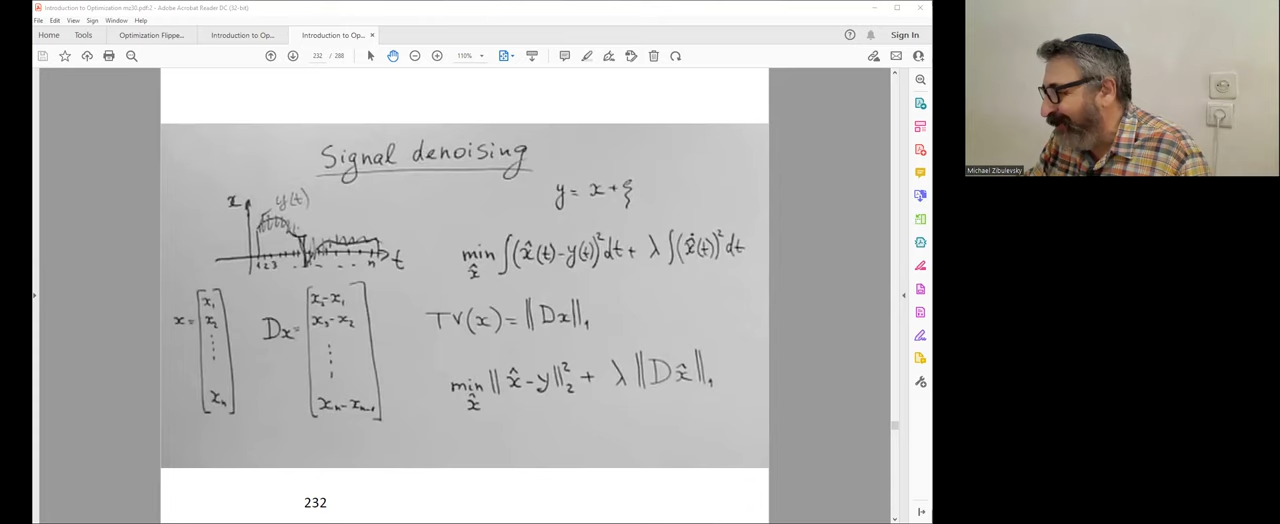 Introduction to Optimization mz30.pdf:2 - Adobe Acrobat Reader DC (32-bit)
File Edit View Sign Window Help
Home Tools Optimization Flippe... Introduction to Op... Introduction to Op... × Sign In
232 / 288 110%
Signal denoising
x y(t)
y = x + ξ
1 2 3 n t
min ∫(x̂(t) - y(t))² dt + λ ∫(ẋ̂(t))² dt
x̂
x = [x₁ x₂ ⋮ xₙ]
Dx = [x₂-x₁ x₃-x₂ ⋮ xₙ-xₙ₋₁]
TV(x) = ‖Dx‖₁
min ‖x̂ - y‖₂² + λ ‖Dx̂‖₁
x̂
232
Michael Zibulevsky